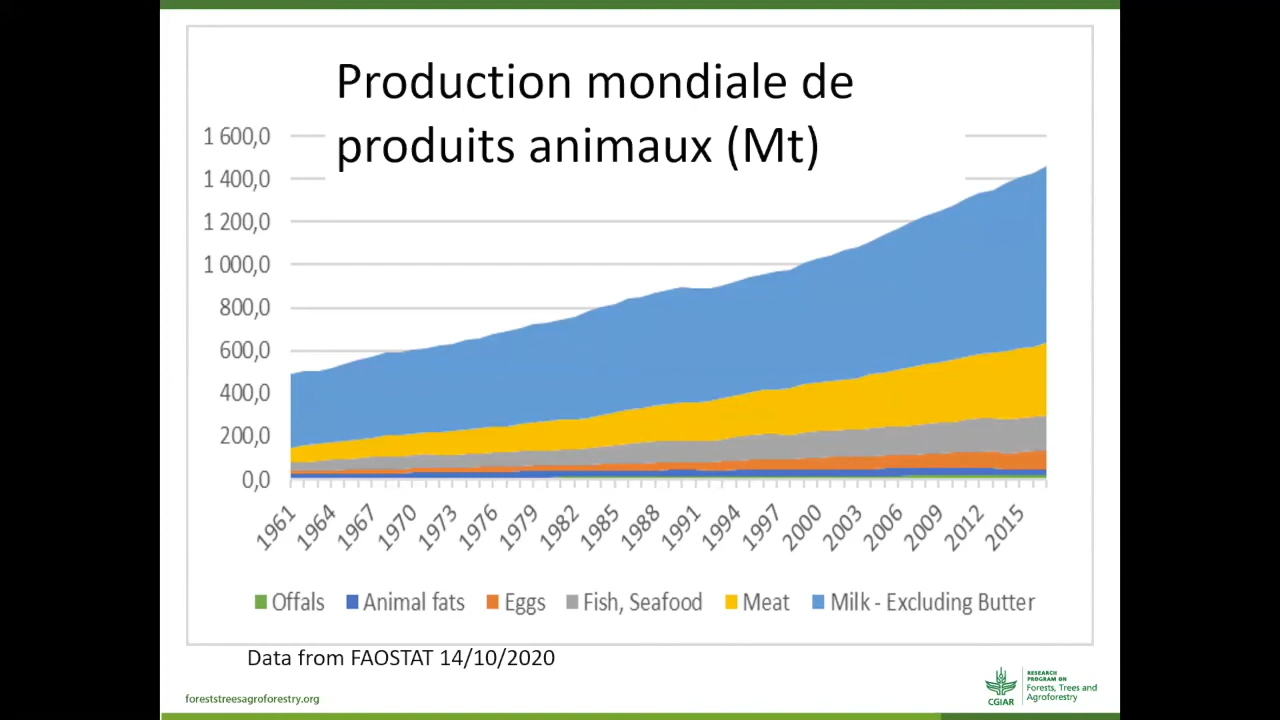 Production mondiale de
produits animaux (Mt)
1 600,0
1 400,0
1 200,0
1 000,0
800,0
600,0
400,0
200,0
0,0
1961 1964 1967 1970 1973 1976 1979 1982 1985 1988 1991 1994 1997 2000 2003 2006 2009 2012 2015
Offals Animal fats Eggs Fish, Seafood Meat Milk - Excluding Butter
Data from FAOSTAT 14/10/2020
foreststreesagroforestry.org
CGIAR
RESEARCH
PROGRAM ON
Forests, Trees and
Agroforestry